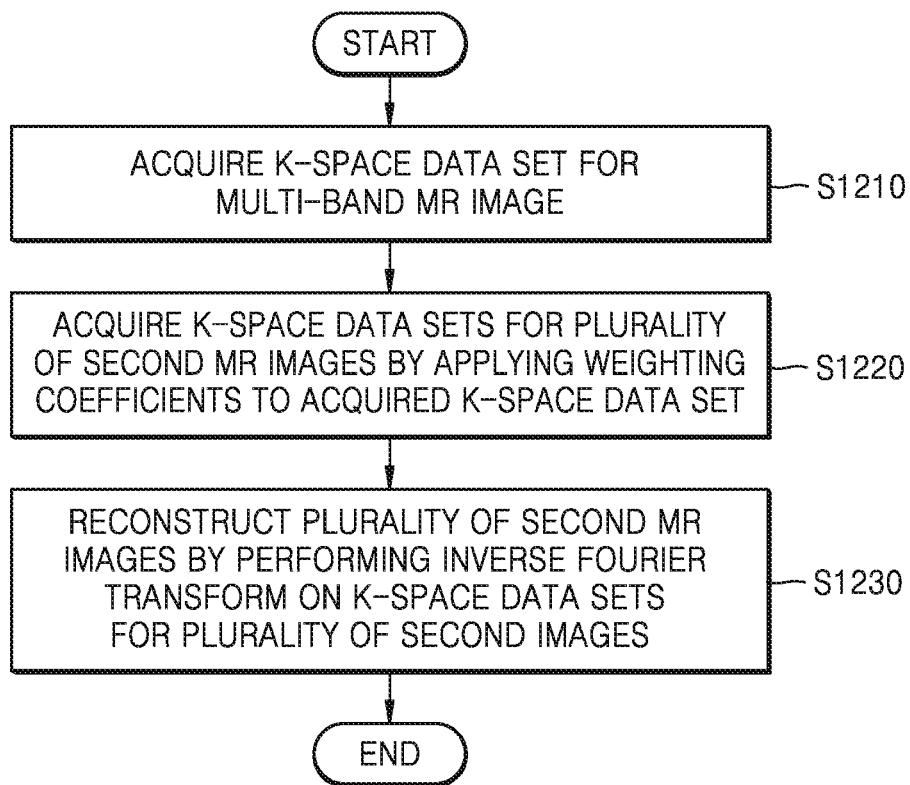 START
ACQUIRE K-SPACE DATA SET FOR
MULTI-BAND MR IMAGE
S1210
ACQUIRE K-SPACE DATA SETS FOR PLURALITY
OF SECOND MR IMAGES BY APPLYING WEIGHTING
COEFFICIENTS TO ACQUIRED K-SPACE DATA SET
S1220
RECONSTRUCT PLURALITY OF SECOND MR
IMAGES BY PERFORMING INVERSE FOURIER
TRANSFORM ON K-SPACE DATA SETS
FOR PLURALITY OF SECOND IMAGES
S1230
END